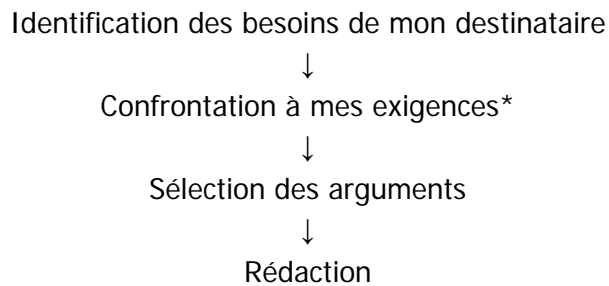 Identification des besoins de mon destinataire
↓
Confrontation à mes exigences*
↓
Sélection des arguments
↓
Rédaction